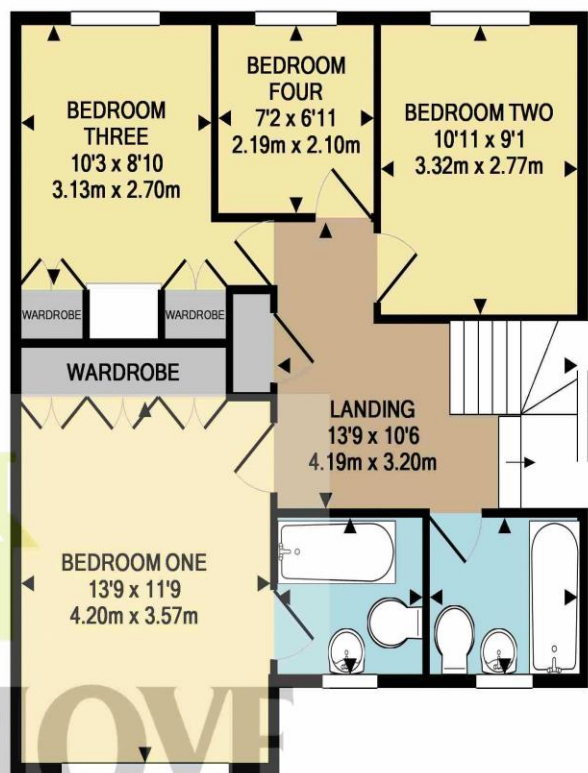 BEDROOM
THREE
10'3 x 8'10
3.13m x 2.70m
BEDROOM
FOUR
7'2 x 6'11
2.19m x 2.10m
BEDROOM TWO
10'11 x 9'1
3.32m x 2.77m
WARDROBE
WARDROBE
WARDROBE
LANDING
13'9 x 10'6
4.19m x 3.20m
BEDROOM ONE
13'9 x 11'9
4.20m x 3.57m